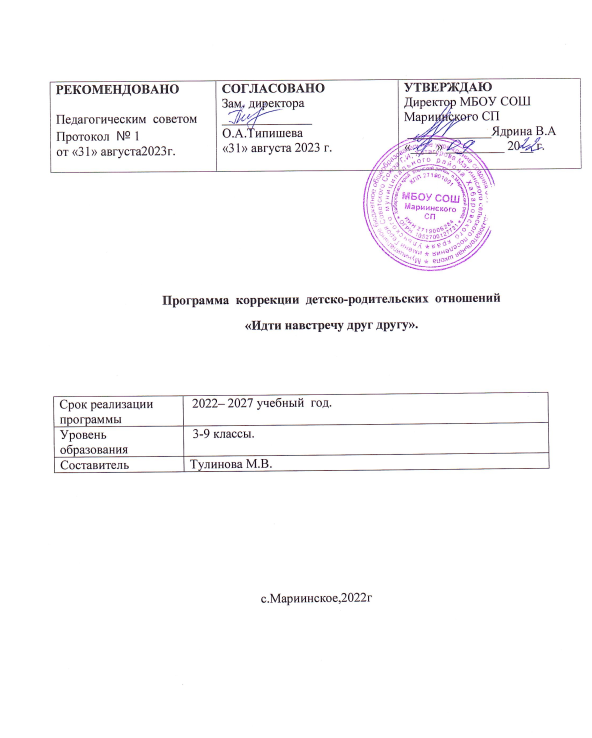 РЕКОМЕНДОВАНО
Педагогическим советом
Протокол № 1
от «31» августа2023г.
СОГЛАСОВАНО
Зам. директора
О.А.Типишева
«31» августа 2023 г.
УТВЕРЖДАЮ
Директор МБОУ СОШ
Мариинского СП
Ядрина В.А
МБОУ СОШ
Мариинского
СП
Программа коррекции детско-родительских отношений
«Идти навстречу друг другу».
Срок реализации
программы
2022– 2027 учебный год.
Уровень
образования
3-9 классы.
Составитель
Тулинова М.В.
с.Мариинское,2022г